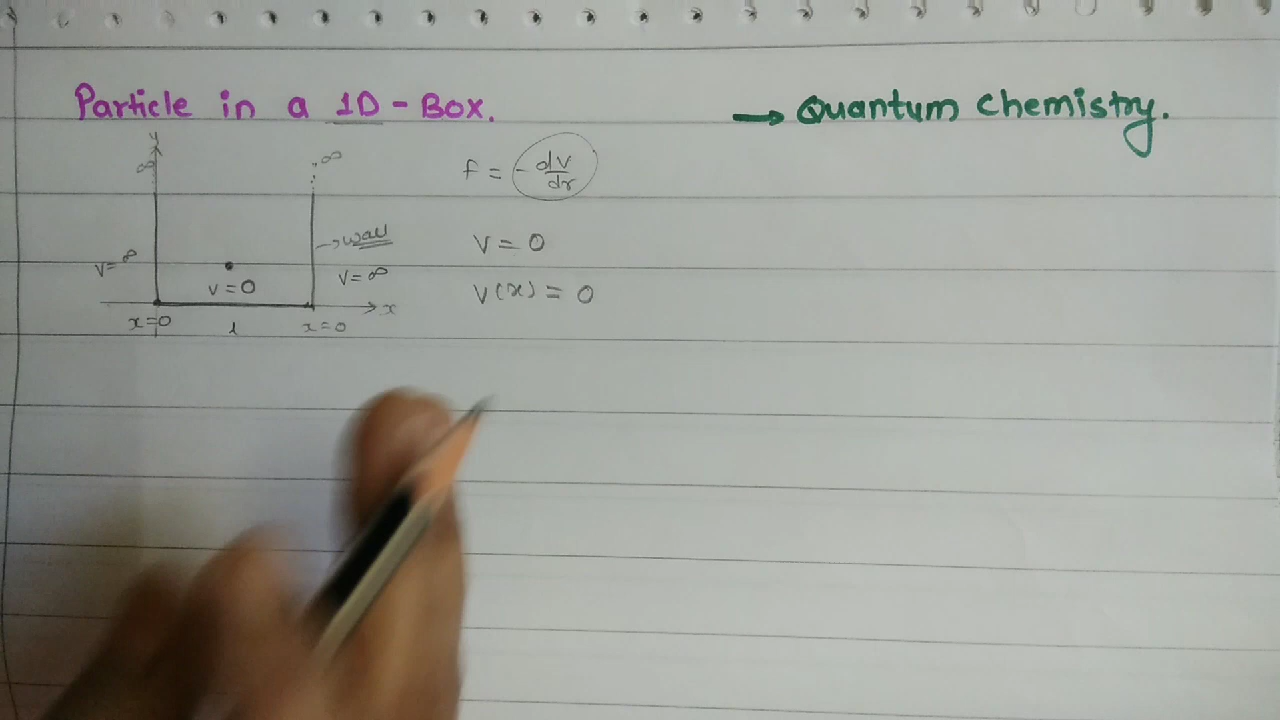 Particle in a 1D - Box.
→ Quantum Chemistry.
y
∞
∞
f = - dv/dr
→ wall
v = 0
v = ∞
v = ∞
v = 0
v(x) = 0
x
x = 0
l
x = 0